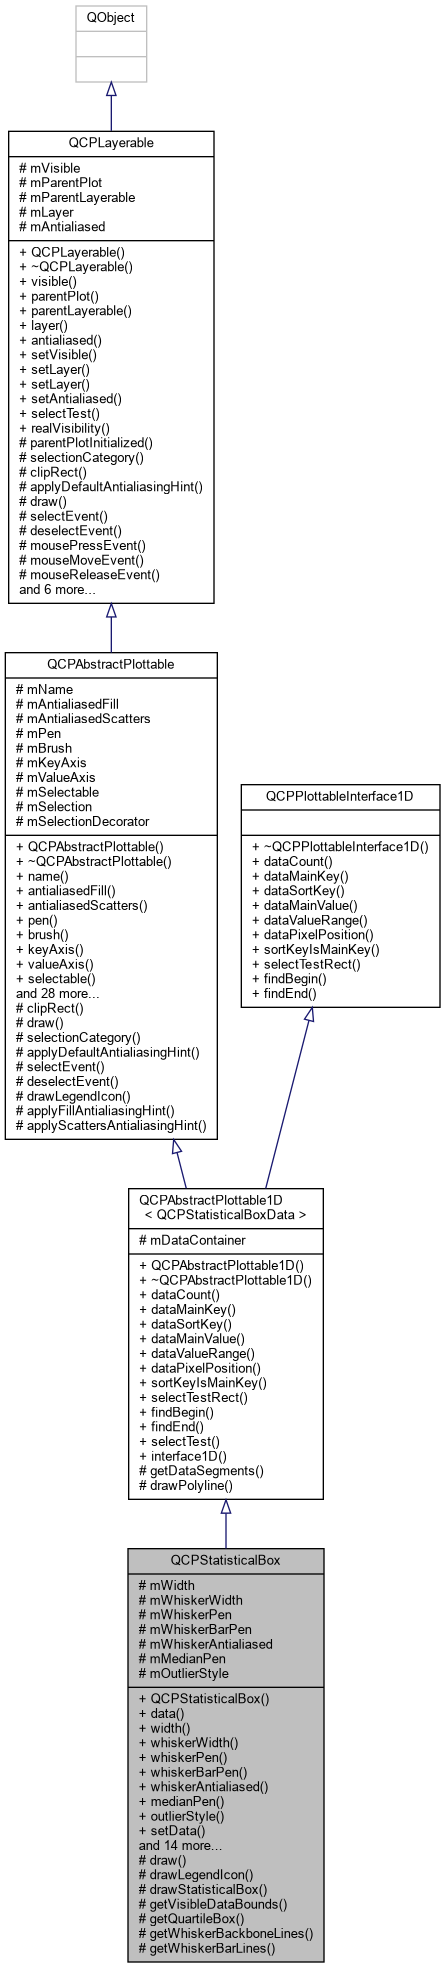 QObject
QCPLayerable
# mVisible
# mParentPlot
# mParentLayerable
# mLayer
# mAntialiased
+ QCPLayerable()
+ ~QCPLayerable()
+ visible()
+ parentPlot()
+ parentLayerable()
+ layer()
+ antialiased()
+ setVisible()
+ setLayer()
+ setLayer()
+ setAntialiased()
+ selectTest()
+ realVisibility()
# parentPlotInitialized()
# selectionCategory()
# clipRect()
# applyDefaultAntialiasingHint()
# draw()
# selectEvent()
# deselectEvent()
# mousePressEvent()
# mouseMoveEvent()
# mouseReleaseEvent()
and 6 more...
QCPAbstractPlottable
# mName
# mAntialiasedFill
# mAntialiasedScatters
# mPen
# mBrush
# mKeyAxis
# mValueAxis
# mSelectable
# mSelection
# mSelectionDecorator
+ QCPAbstractPlottable()
+ ~QCPAbstractPlottable()
+ name()
+ antialiasedFill()
+ antialiasedScatters()
+ pen()
+ brush()
+ keyAxis()
+ valueAxis()
+ selectable()
and 28 more...
# clipRect()
# draw()
# selectionCategory()
# applyDefaultAntialiasingHint()
# selectEvent()
# deselectEvent()
# drawLegendIcon()
# applyFillAntialiasingHint()
# applyScattersAntialiasingHint()
QCPPlottableInterface1D
+ ~QCPPlottableInterface1D()
+ dataCount()
+ dataMainKey()
+ dataSortKey()
+ dataMainValue()
+ dataValueRange()
+ dataPixelPosition()
+ sortKeyIsMainKey()
+ selectTestRect()
+ findBegin()
+ findEnd()
QCPAbstractPlottable1D
< QCPStatisticalBoxData >
# mDataContainer
+ QCPAbstractPlottable1D()
+ ~QCPAbstractPlottable1D()
+ dataCount()
+ dataMainKey()
+ dataSortKey()
+ dataMainValue()
+ dataValueRange()
+ dataPixelPosition()
+ sortKeyIsMainKey()
+ selectTestRect()
+ findBegin()
+ findEnd()
+ selectTest()
+ interface1D()
# getDataSegments()
# drawPolyline()
QCPStatisticalBox
# mWidth
# mWhiskerWidth
# mWhiskerPen
# mWhiskerBarPen
# mWhiskerAntialiased
# mMedianPen
# mOutlierStyle
+ QCPStatisticalBox()
+ data()
+ width()
+ whiskerWidth()
+ whiskerPen()
+ whiskerBarPen()
+ whiskerAntialiased()
+ medianPen()
+ outlierStyle()
+ setData()
and 14 more...
# draw()
# drawLegendIcon()
# drawStatisticalBox()
# getVisibleDataBounds()
# getQuartileBox()
# getWhiskerBackboneLines()
# getWhiskerBarLines()